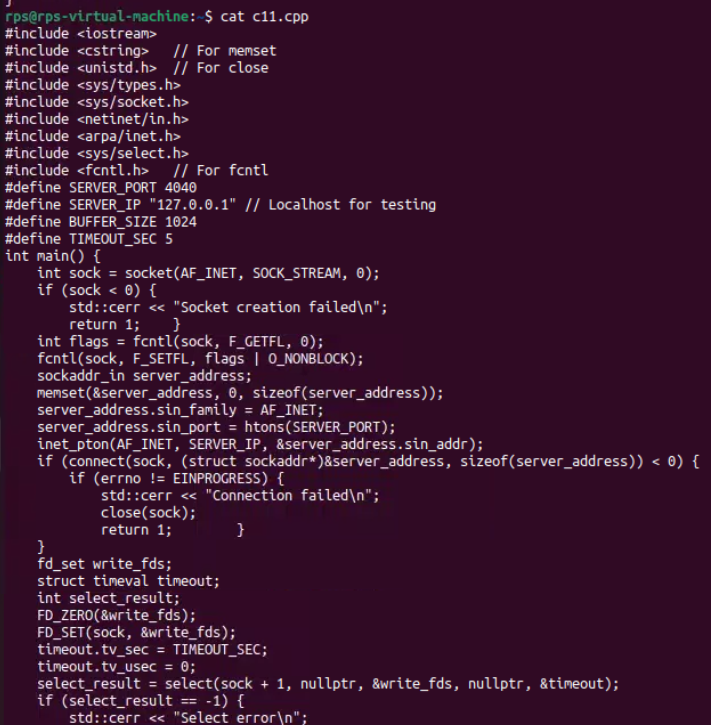 }
rps@rps-virtual-machine:~$ cat c11.cpp
#include <iostream>
#include <cstring>   // For memset
#include <unistd.h>  // For close
#include <sys/types.h>
#include <sys/socket.h>
#include <netinet/in.h>
#include <arpa/inet.h>
#include <sys/select.h>
#include <fcntl.h>   // For fcntl
#define SERVER_PORT 4040
#define SERVER_IP "127.0.0.1" // Localhost for testing
#define BUFFER_SIZE 1024
#define TIMEOUT_SEC 5
int main() {
    int sock = socket(AF_INET, SOCK_STREAM, 0);
    if (sock < 0) {
        std::cerr << "Socket creation failed\n";
        return 1;    }
    int flags = fcntl(sock, F_GETFL, 0);
    fcntl(sock, F_SETFL, flags | O_NONBLOCK);
    sockaddr_in server_address;
    memset(&server_address, 0, sizeof(server_address));
    server_address.sin_family = AF_INET;
    server_address.sin_port = htons(SERVER_PORT);
    inet_pton(AF_INET, SERVER_IP, &server_address.sin_addr);
    if (connect(sock, (struct sockaddr*)&server_address, sizeof(server_address)) < 0) {
        if (errno != EINPROGRESS) {
            std::cerr << "Connection failed\n";
            close(sock);
            return 1;        }
    }
    fd_set write_fds;
    struct timeval timeout;
    int select_result;
    FD_ZERO(&write_fds);
    FD_SET(sock, &write_fds);
    timeout.tv_sec = TIMEOUT_SEC;
    timeout.tv_usec = 0;
    select_result = select(sock + 1, nullptr, &write_fds, nullptr, &timeout);
    if (select_result == -1) {
        std::cerr << "Select error\n";